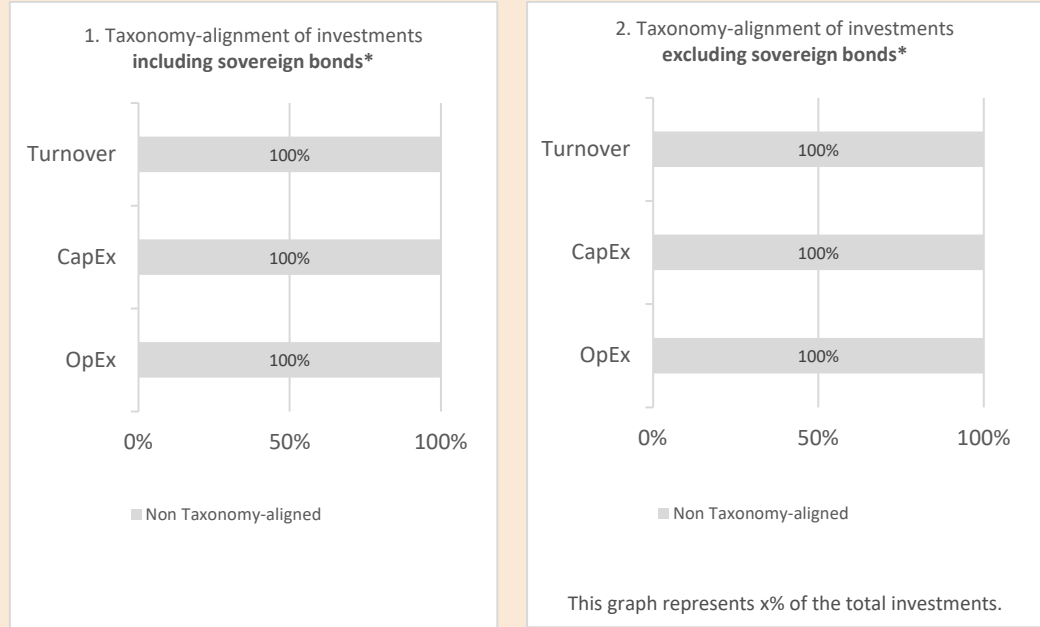 1. Taxonomy-alignment of investments
including sovereign bonds*
Turnover
100%
CapEx
100%
OpEx
100%
0% 50% 100%
Non Taxonomy-aligned
2. Taxonomy-alignment of investments
excluding sovereign bonds*
Turnover
100%
CapEx
100%
OpEx
100%
0% 50% 100%
Non Taxonomy-aligned
This graph represents x% of the total investments.